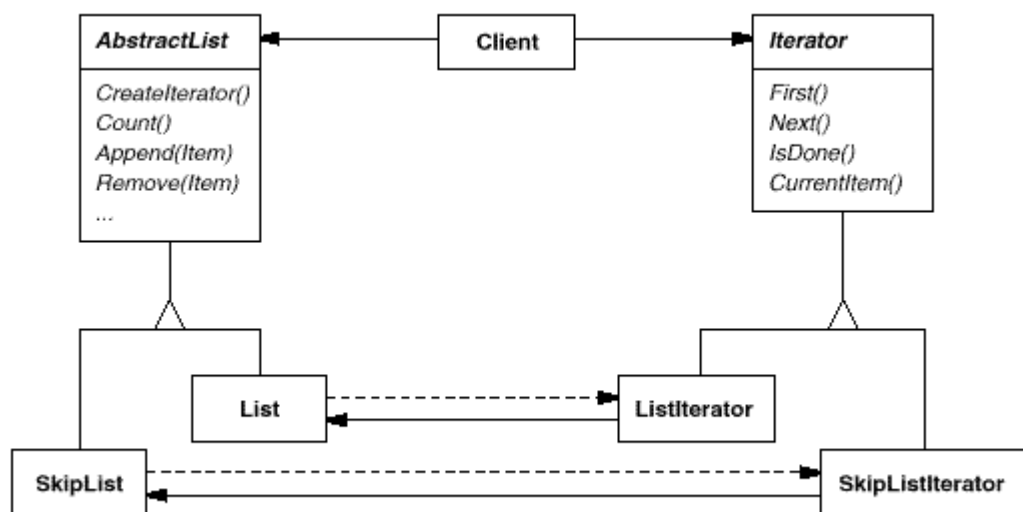 AbstractList
CreateIterator()
Count()
Append(Item)
Remove(Item)
...
Client
Iterator
First()
Next()
IsDone()
CurrentItem()
List
ListIterator
SkipList
SkipListIterator